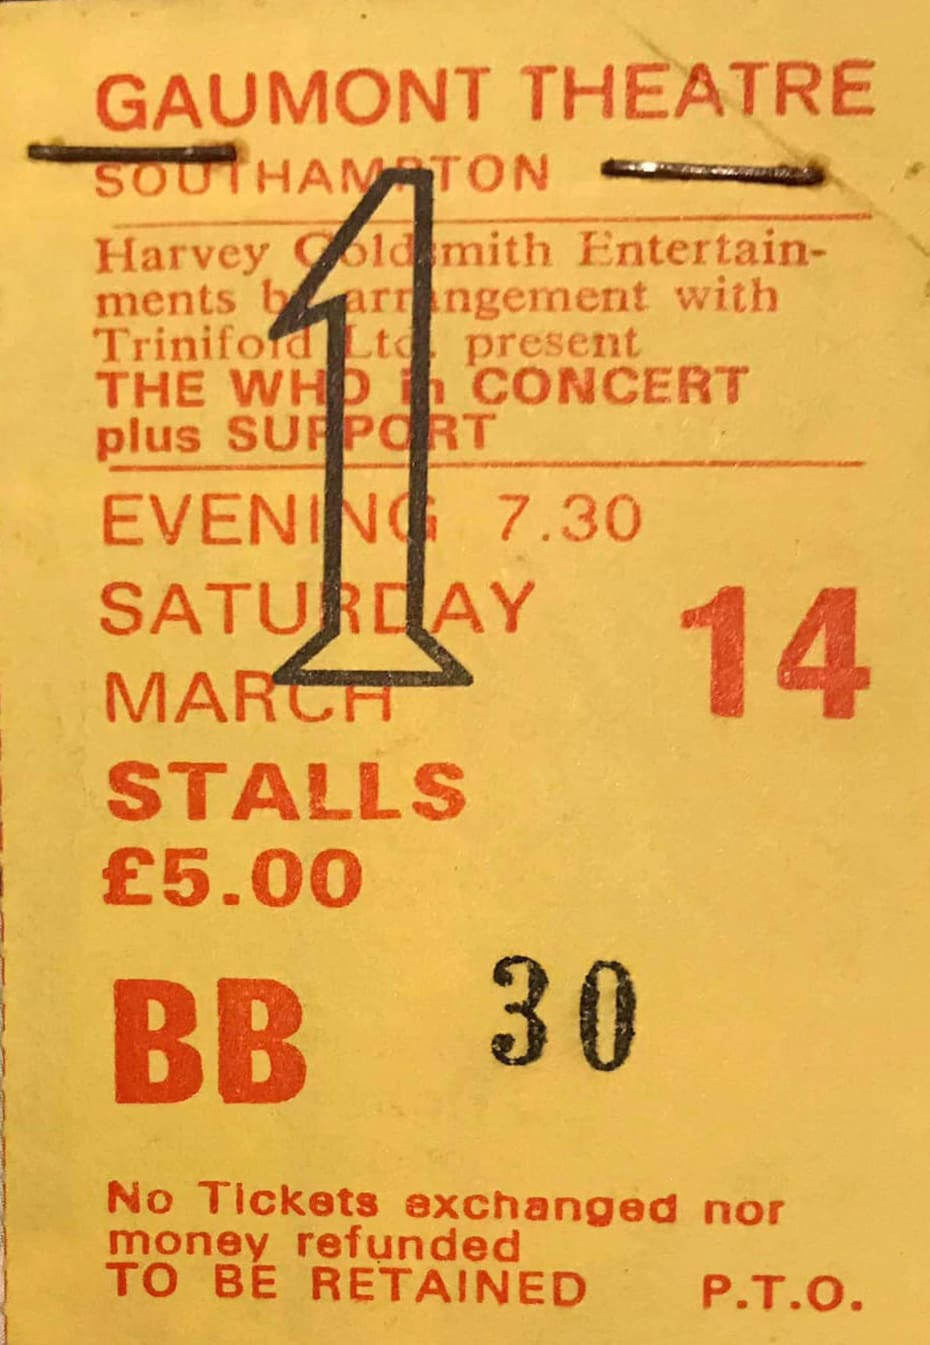 GAUMONT THEATRE
SOUTHAMPTON
Harvey Goldsmith Entertain-
ments by arrangement with
Trinifold Ltd. present
THE WHO in CONCERT
plus SUPPORT
1
EVENING 7.30
SATURDAY
MARCH 14
STALLS
£5.00
BB 30
No Tickets exchanged nor
money refunded
TO BE RETAINED P.T.O.